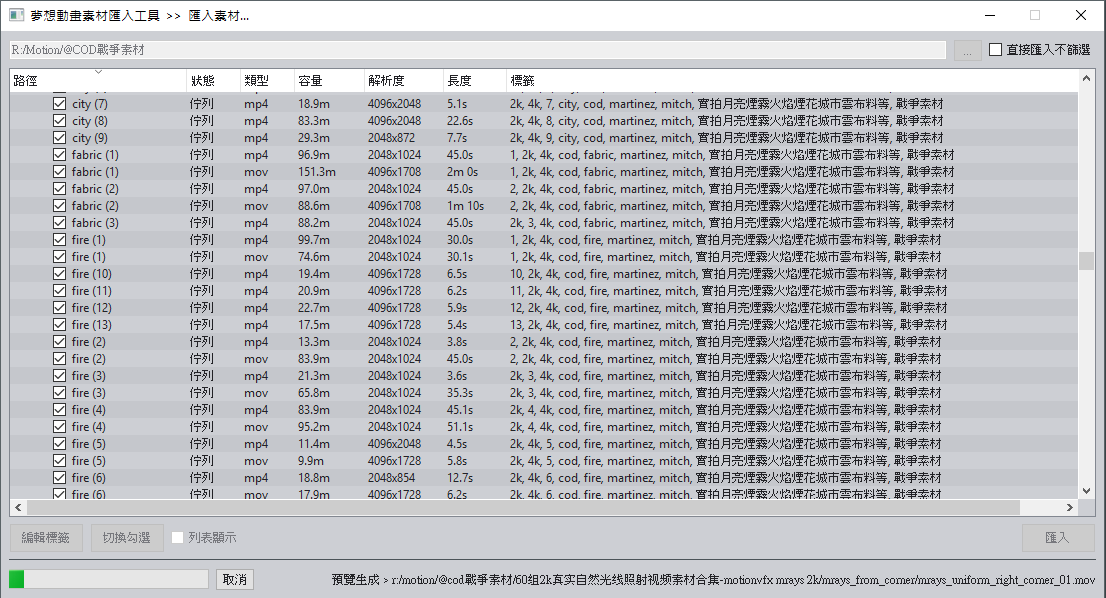 夢想動畫素材匯入工具 >> 匯入素材...
R:/Motion/@COD戰爭素材 ... 直接匯入不篩選
路徑 狀態 類型 容量 解析度 長度 標籤
city (7) 佇列 mp4 18.9m 4096x2048 5.1s 2k, 4k, 7, city, cod, martinez, mitch, 實拍月亮煙霧火焰煙花城市雲布料等, 戰爭素材
city (8) 佇列 mp4 83.3m 4096x2048 22.6s 2k, 4k, 8, city, cod, martinez, mitch, 實拍月亮煙霧火焰煙花城市雲布料等, 戰爭素材
city (9) 佇列 mp4 29.3m 2048x872 7.7s 2k, 4k, 9, city, cod, martinez, mitch, 實拍月亮煙霧火焰煙花城市雲布料等, 戰爭素材
fabric (1) 佇列 mp4 96.9m 2048x1024 45.0s 1, 2k, 4k, cod, fabric, martinez, mitch, 實拍月亮煙霧火焰煙花城市雲布料等, 戰爭素材
fabric (1) 佇列 mov 151.3m 4096x1708 2m 0s 1, 2k, 4k, cod, fabric, martinez, mitch, 實拍月亮煙霧火焰煙花城市雲布料等, 戰爭素材
fabric (2) 佇列 mp4 97.0m 2048x1024 45.0s 2, 2k, 4k, cod, fabric, martinez, mitch, 實拍月亮煙霧火焰煙花城市雲布料等, 戰爭素材
fabric (2) 佇列 mov 88.6m 4096x1708 1m 10s 2, 2k, 4k, cod, fabric, martinez, mitch, 實拍月亮煙霧火焰煙花城市雲布料等, 戰爭素材
fabric (3) 佇列 mp4 88.2m 2048x1024 45.0s 2k, 3, 4k, cod, fabric, martinez, mitch, 實拍月亮煙霧火焰煙花城市雲布料等, 戰爭素材
fire (1) 佇列 mp4 99.7m 2048x1024 30.0s 1, 2k, 4k, cod, fire, martinez, mitch, 實拍月亮煙霧火焰煙花城市雲布料等, 戰爭素材
fire (1) 佇列 mov 74.6m 2048x1024 30.1s 1, 2k, 4k, cod, fire, martinez, mitch, 實拍月亮煙霧火焰煙花城市雲布料等, 戰爭素材
fire (10) 佇列 mp4 19.4m 4096x1728 6.5s 10, 2k, 4k, cod, fire, martinez, mitch, 實拍月亮煙霧火焰煙花城市雲布料等, 戰爭素材
fire (11) 佇列 mp4 20.9m 4096x1728 6.2s 11, 2k, 4k, cod, fire, martinez, mitch, 實拍月亮煙霧火焰煙花城市雲布料等, 戰爭素材
fire (12) 佇列 mp4 22.7m 4096x1728 5.9s 12, 2k, 4k, cod, fire, martinez, mitch, 實拍月亮煙霧火焰煙花城市雲布料等, 戰爭素材
fire (13) 佇列 mp4 17.5m 4096x1728 5.4s 13, 2k, 4k, cod, fire, martinez, mitch, 實拍月亮煙霧火焰煙花城市雲布料等, 戰爭素材
fire (2) 佇列 mp4 13.3m 2048x1024 3.8s 2, 2k, 4k, cod, fire, martinez, mitch, 實拍月亮煙霧火焰煙花城市雲布料等, 戰爭素材
fire (2) 佇列 mov 83.9m 2048x1024 45.0s 2, 2k, 4k, cod, fire, martinez, mitch, 實拍月亮煙霧火焰煙花城市雲布料等, 戰爭素材
fire (3) 佇列 mp4 21.3m 2048x1024 3.6s 2k, 3, 4k, cod, fire, martinez, mitch, 實拍月亮煙霧火焰煙花城市雲布料等, 戰爭素材
fire (3) 佇列 mov 65.8m 2048x1024 35.3s 2k, 3, 4k, cod, fire, martinez, mitch, 實拍月亮煙霧火焰煙花城市雲布料等, 戰爭素材
fire (4) 佇列 mp4 83.9m 2048x1024 45.1s 2k, 4, 4k, cod, fire, martinez, mitch, 實拍月亮煙霧火焰煙花城市雲布料等, 戰爭素材
fire (4) 佇列 mov 95.2m 2048x1024 51.1s 2k, 4, 4k, cod, fire, martinez, mitch, 實拍月亮煙霧火焰煙花城市雲布料等, 戰爭素材
fire (5) 佇列 mp4 11.4m 4096x2048 4.5s 2k, 4k, 5, cod, fire, martinez, mitch, 實拍月亮煙霧火焰煙花城市雲布料等, 戰爭素材
fire (5) 佇列 mov 9.9m 4096x1728 5.8s 2k, 4k, 5, cod, fire, martinez, mitch, 實拍月亮煙霧火焰煙花城市雲布料等, 戰爭素材
fire (6) 佇列 mp4 18.8m 2048x854 12.7s 2k, 4k, 6, cod, fire, martinez, mitch, 實拍月亮煙霧火焰煙花城市雲布料等, 戰爭素材
fire (6) 佇列 mov 17.9m 4096x1728 6.2s 2k, 4k, 6, cod, fire, martinez, mitch, 實拍月亮煙霧火焰煙花城市雲布料等, 戰爭素材
編輯標籤 切換勾選 列表顯示 匯入
取消 預覽生成 > r:/motion/@cod戰爭素材/60组2k真实自然光线照射视频素材合集-motionvfx mrays 2k/mrays_from_corner/mrays_uniform_right_corner_01.mov